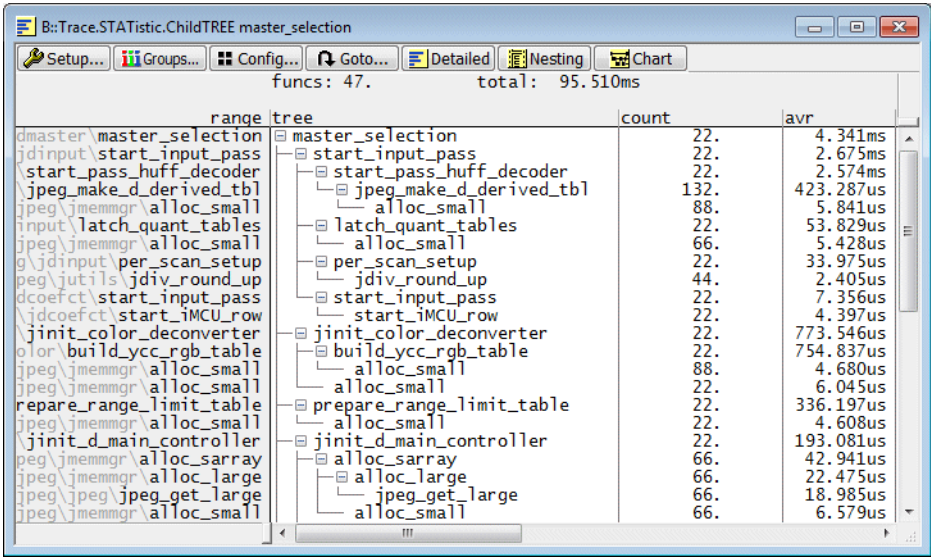 B::Trace.STATistic.ChildTREE master_selection
Setup... Groups... Config... Goto... Detailed Nesting Chart
funcs: 47. total: 95.510ms
range tree count avr
dmaster\master_selection master_selection 22. 4.341ms
jdinput\start_input_pass start_input_pass 22. 2.675ms
\start_pass_huff_decoder start_pass_huff_decoder 22. 2.574ms
\jpeg_make_d_derived_tbl jpeg_make_d_derived_tbl 132. 423.287us
jpeg\jmemmgr\alloc_small alloc_small 88. 5.841us
input\latch_quant_tables latch_quant_tables 22. 53.829us
jpeg\jmemmgr\alloc_small alloc_small 66. 5.428us
g\jdinput\per_scan_setup per_scan_setup 22. 33.975us
peg\jutils\jdiv_round_up jdiv_round_up 44. 2.405us
dcoefct\start_input_pass start_input_pass 22. 7.356us
\jdcoefct\start_iMCU_row start_iMCU_row 22. 4.397us
\jinit_color_deconverter jinit_color_deconverter 22. 773.546us
olor\build_ycc_rgb_table build_ycc_rgb_table 22. 754.837us
jpeg\jmemmgr\alloc_small alloc_small 88. 4.680us
jpeg\jmemmgr\alloc_small alloc_small 22. 6.045us
repare_range_limit_table prepare_range_limit_table 22. 336.197us
jpeg\jmemmgr\alloc_small alloc_small 22. 4.608us
\jinit_d_main_controller jinit_d_main_controller 22. 193.081us
peg\jmemmgr\alloc_sarray alloc_sarray 66. 42.941us
jpeg\jmemmgr\alloc_large alloc_large 66. 22.475us
jpeg\jpeg\jpeg_get_large jpeg_get_large 66. 18.985us
jpeg\jmemmgr\alloc_small alloc_small 66. 6.579us